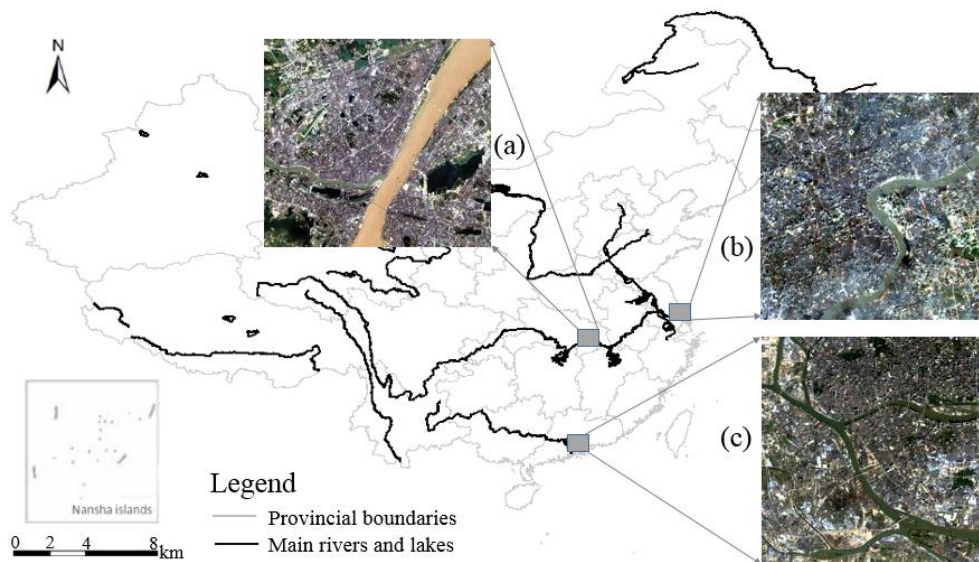 N
(a)
(b)
(c)
Nansha islands
Legend
Provincial boundaries
Main rivers and lakes
0 2 4 8
km